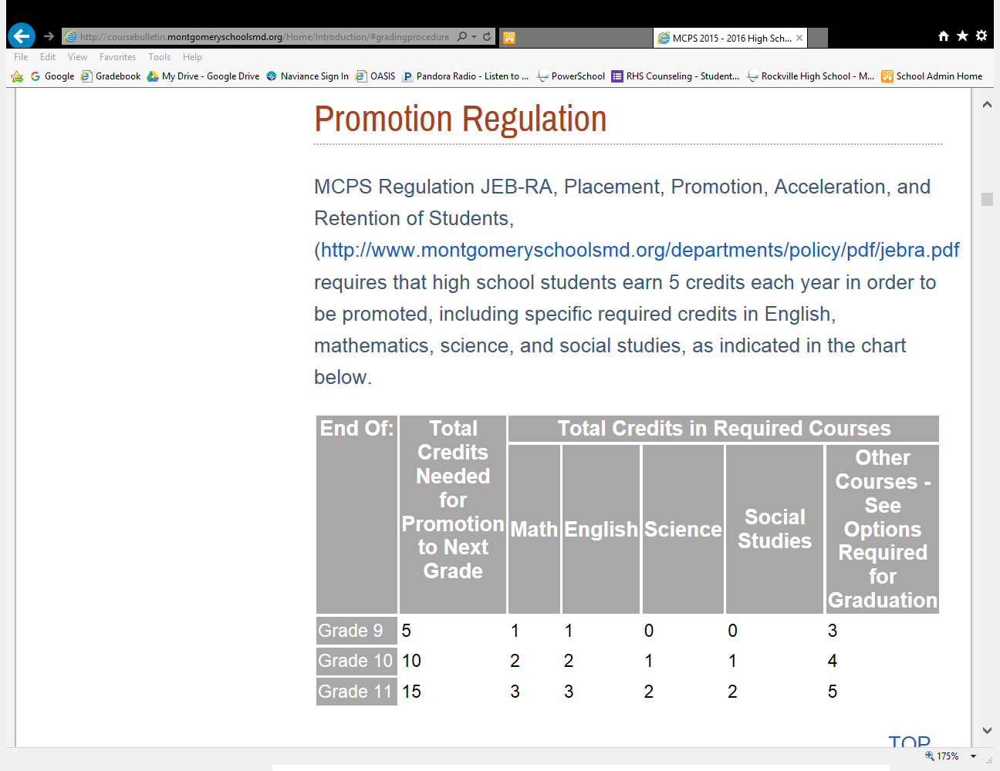 http://coursebulletin.montgomeryschoolsmd.org/Home/Introduction/#gradingprocedure
MCPS 2015 - 2016 High Sch...
File Edit View Favorites Tools Help
Google Gradebook My Drive - Google Drive Naviance Sign In OASIS Pandora Radio - Listen to ... PowerSchool RHS Counseling - Student... Rockville High School - M... School Admin Home
Promotion Regulation
MCPS Regulation JEB-RA, Placement, Promotion, Acceleration, and
Retention of Students,
(http://www.montgomeryschoolsmd.org/departments/policy/pdf/jebra.pdf
requires that high school students earn 5 credits each year in order to
be promoted, including specific required credits in English,
mathematics, science, and social studies, as indicated in the chart
below.
End Of:
Total
Credits
Needed
for
Promotion
to Next
Grade
Total Credits in Required Courses
Math
English
Science
Social
Studies
Other
Courses -
See
Options
Required
for
Graduation
Grade 9 5 1 1 0 0 3
Grade 10 10 2 2 1 1 4
Grade 11 15 3 3 2 2 5
TOP
175%